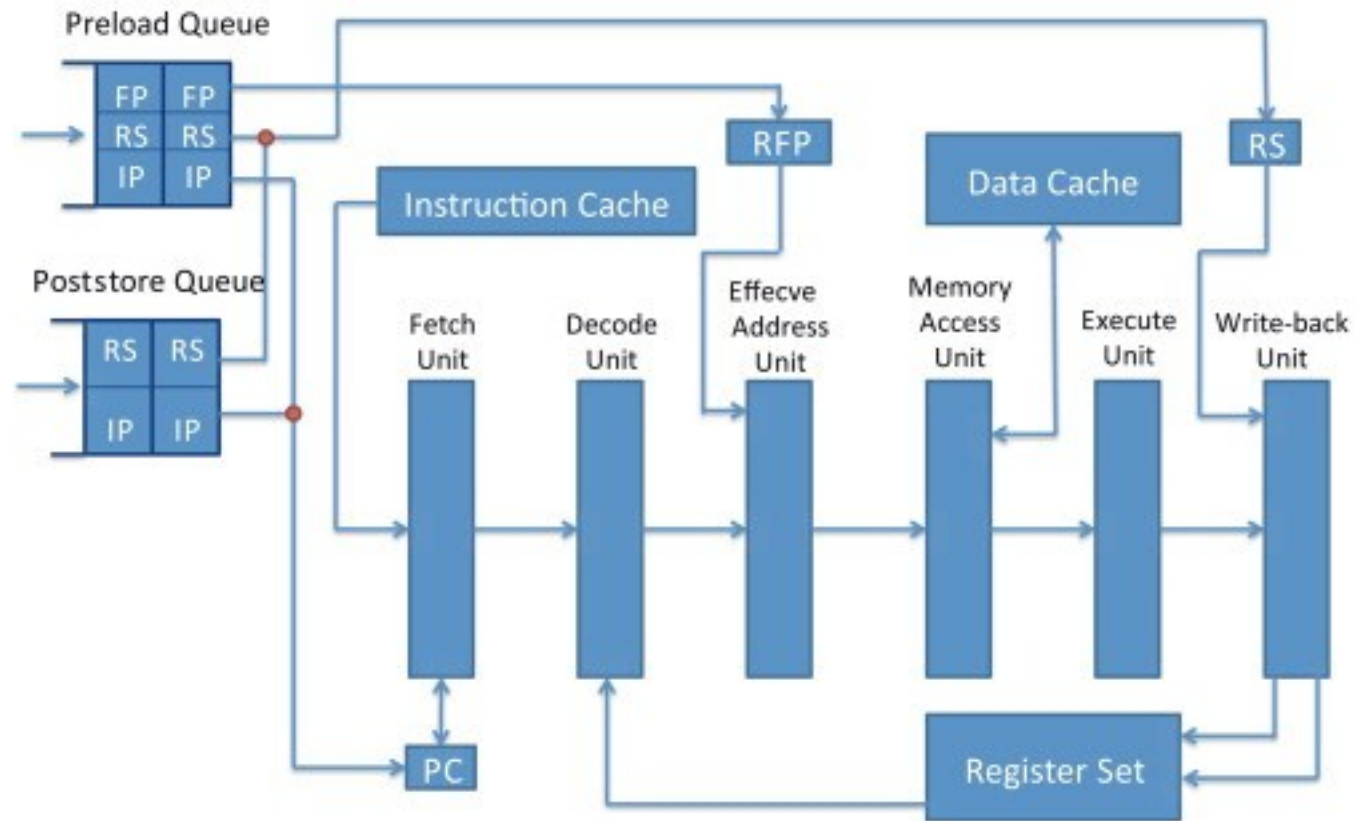 Preload Queue
FP FP
RS RS
IP IP
RFP
RS
Instruction Cache
Data Cache
Poststore Queue
RS RS
IP IP
Fetch
Unit
Decode
Unit
Effecve
Address
Unit
Memory
Access
Unit
Execute
Unit
Write-back
Unit
PC
Register Set